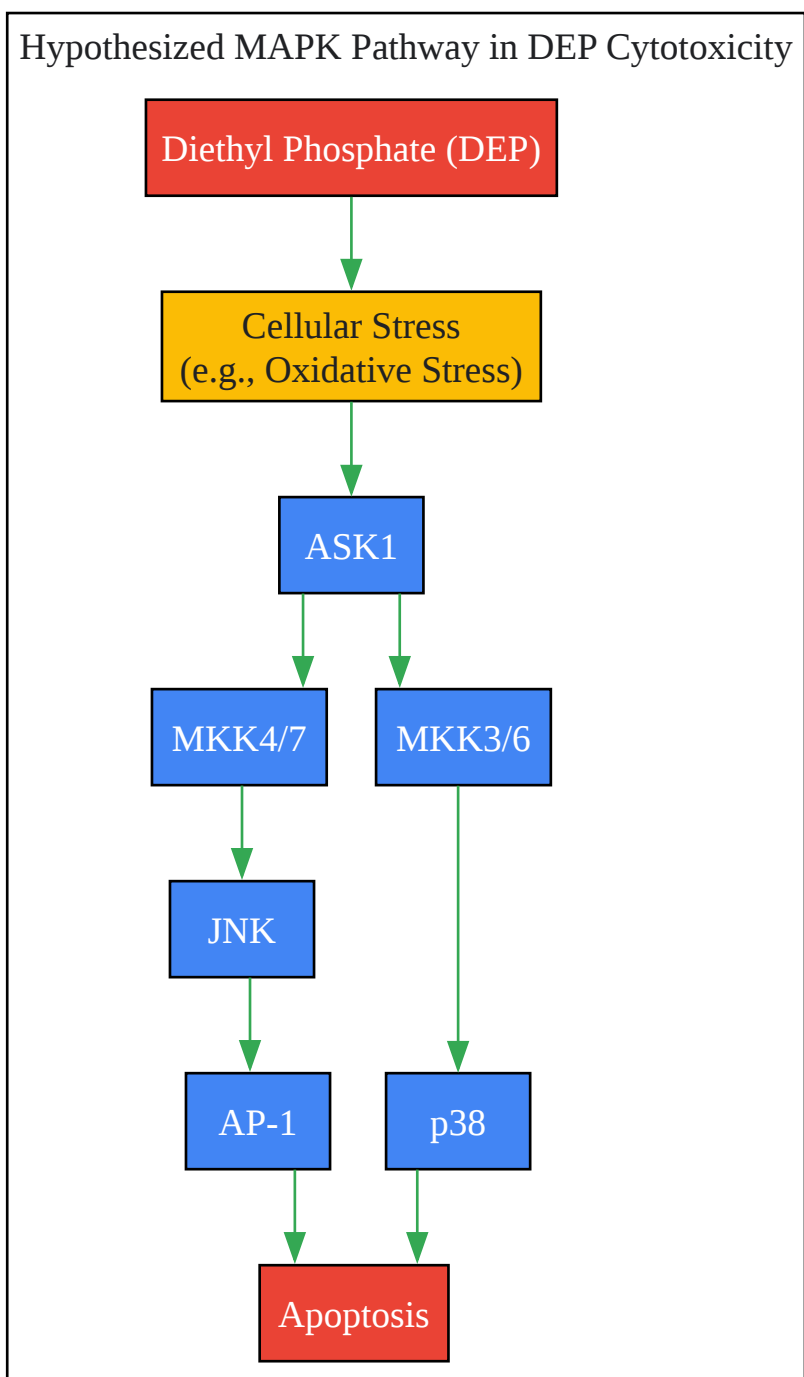 Hypothesized MAPK Pathway in DEP Cytotoxicity
Diethyl Phosphate (DEP)
Cellular Stress
(e.g., Oxidative Stress)
ASK1
MKK4/7
MKK3/6
JNK
AP-1
p38
Apoptosis